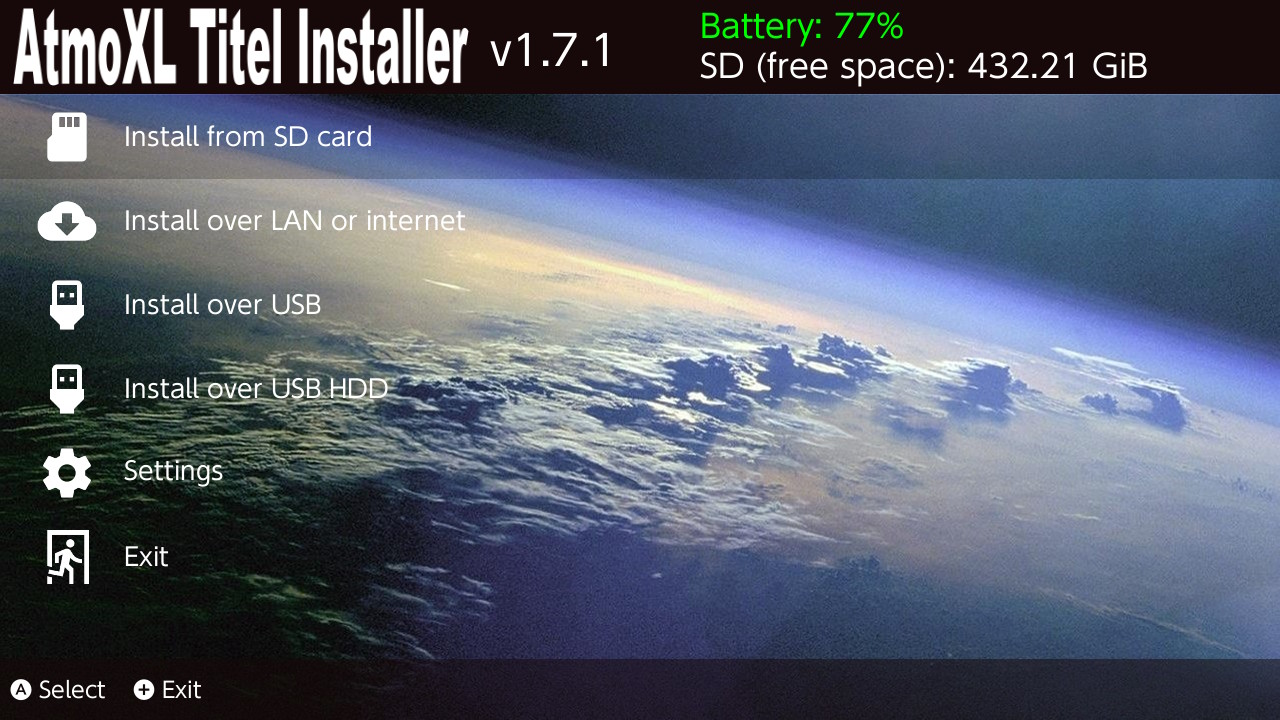 AtmoXL Titel Installer v1.7.1
Battery: 77%
SD (free space): 432.21 GiB
Install from SD card
Install over LAN or internet
Install over USB
Install over USB HDD
Settings
Exit
A Select + Exit